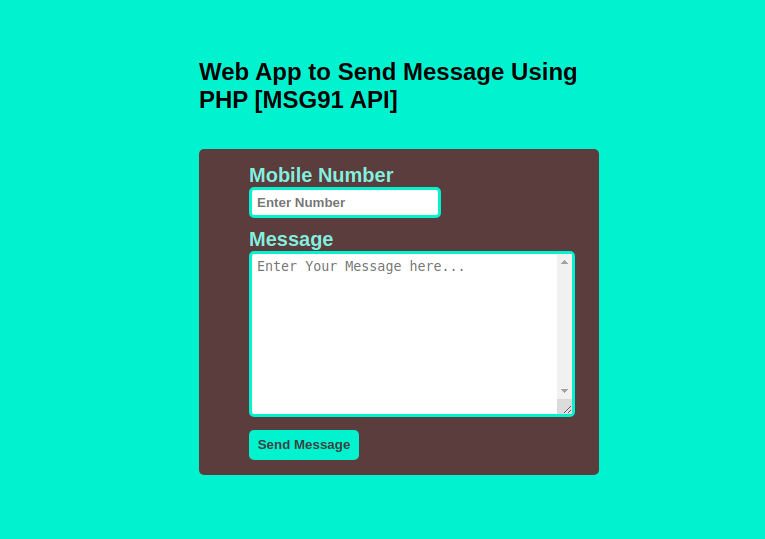 Web App to Send Message Using
PHP [MSG91 API]
Mobile Number
Enter Number
Message
Enter Your Message here...
Send Message